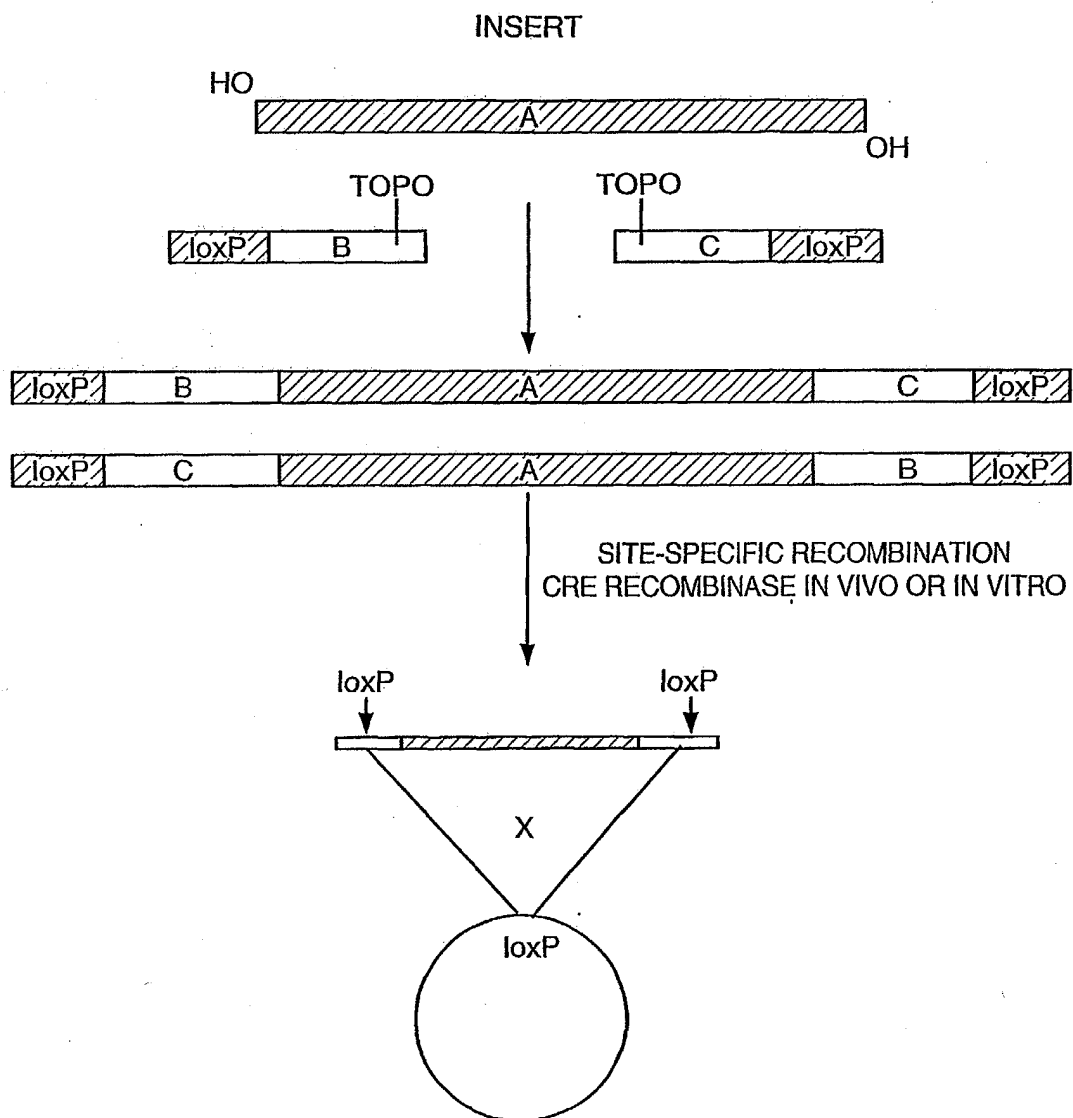 INSERT
HO
A
OH
TOPO TOPO
loxP B C loxP
loxP B A C loxP
loxP C A B loxP
SITE-SPECIFIC RECOMBINATION
CRE RECOMBINASE IN VIVO OR IN VITRO
loxP loxP
X
loxP